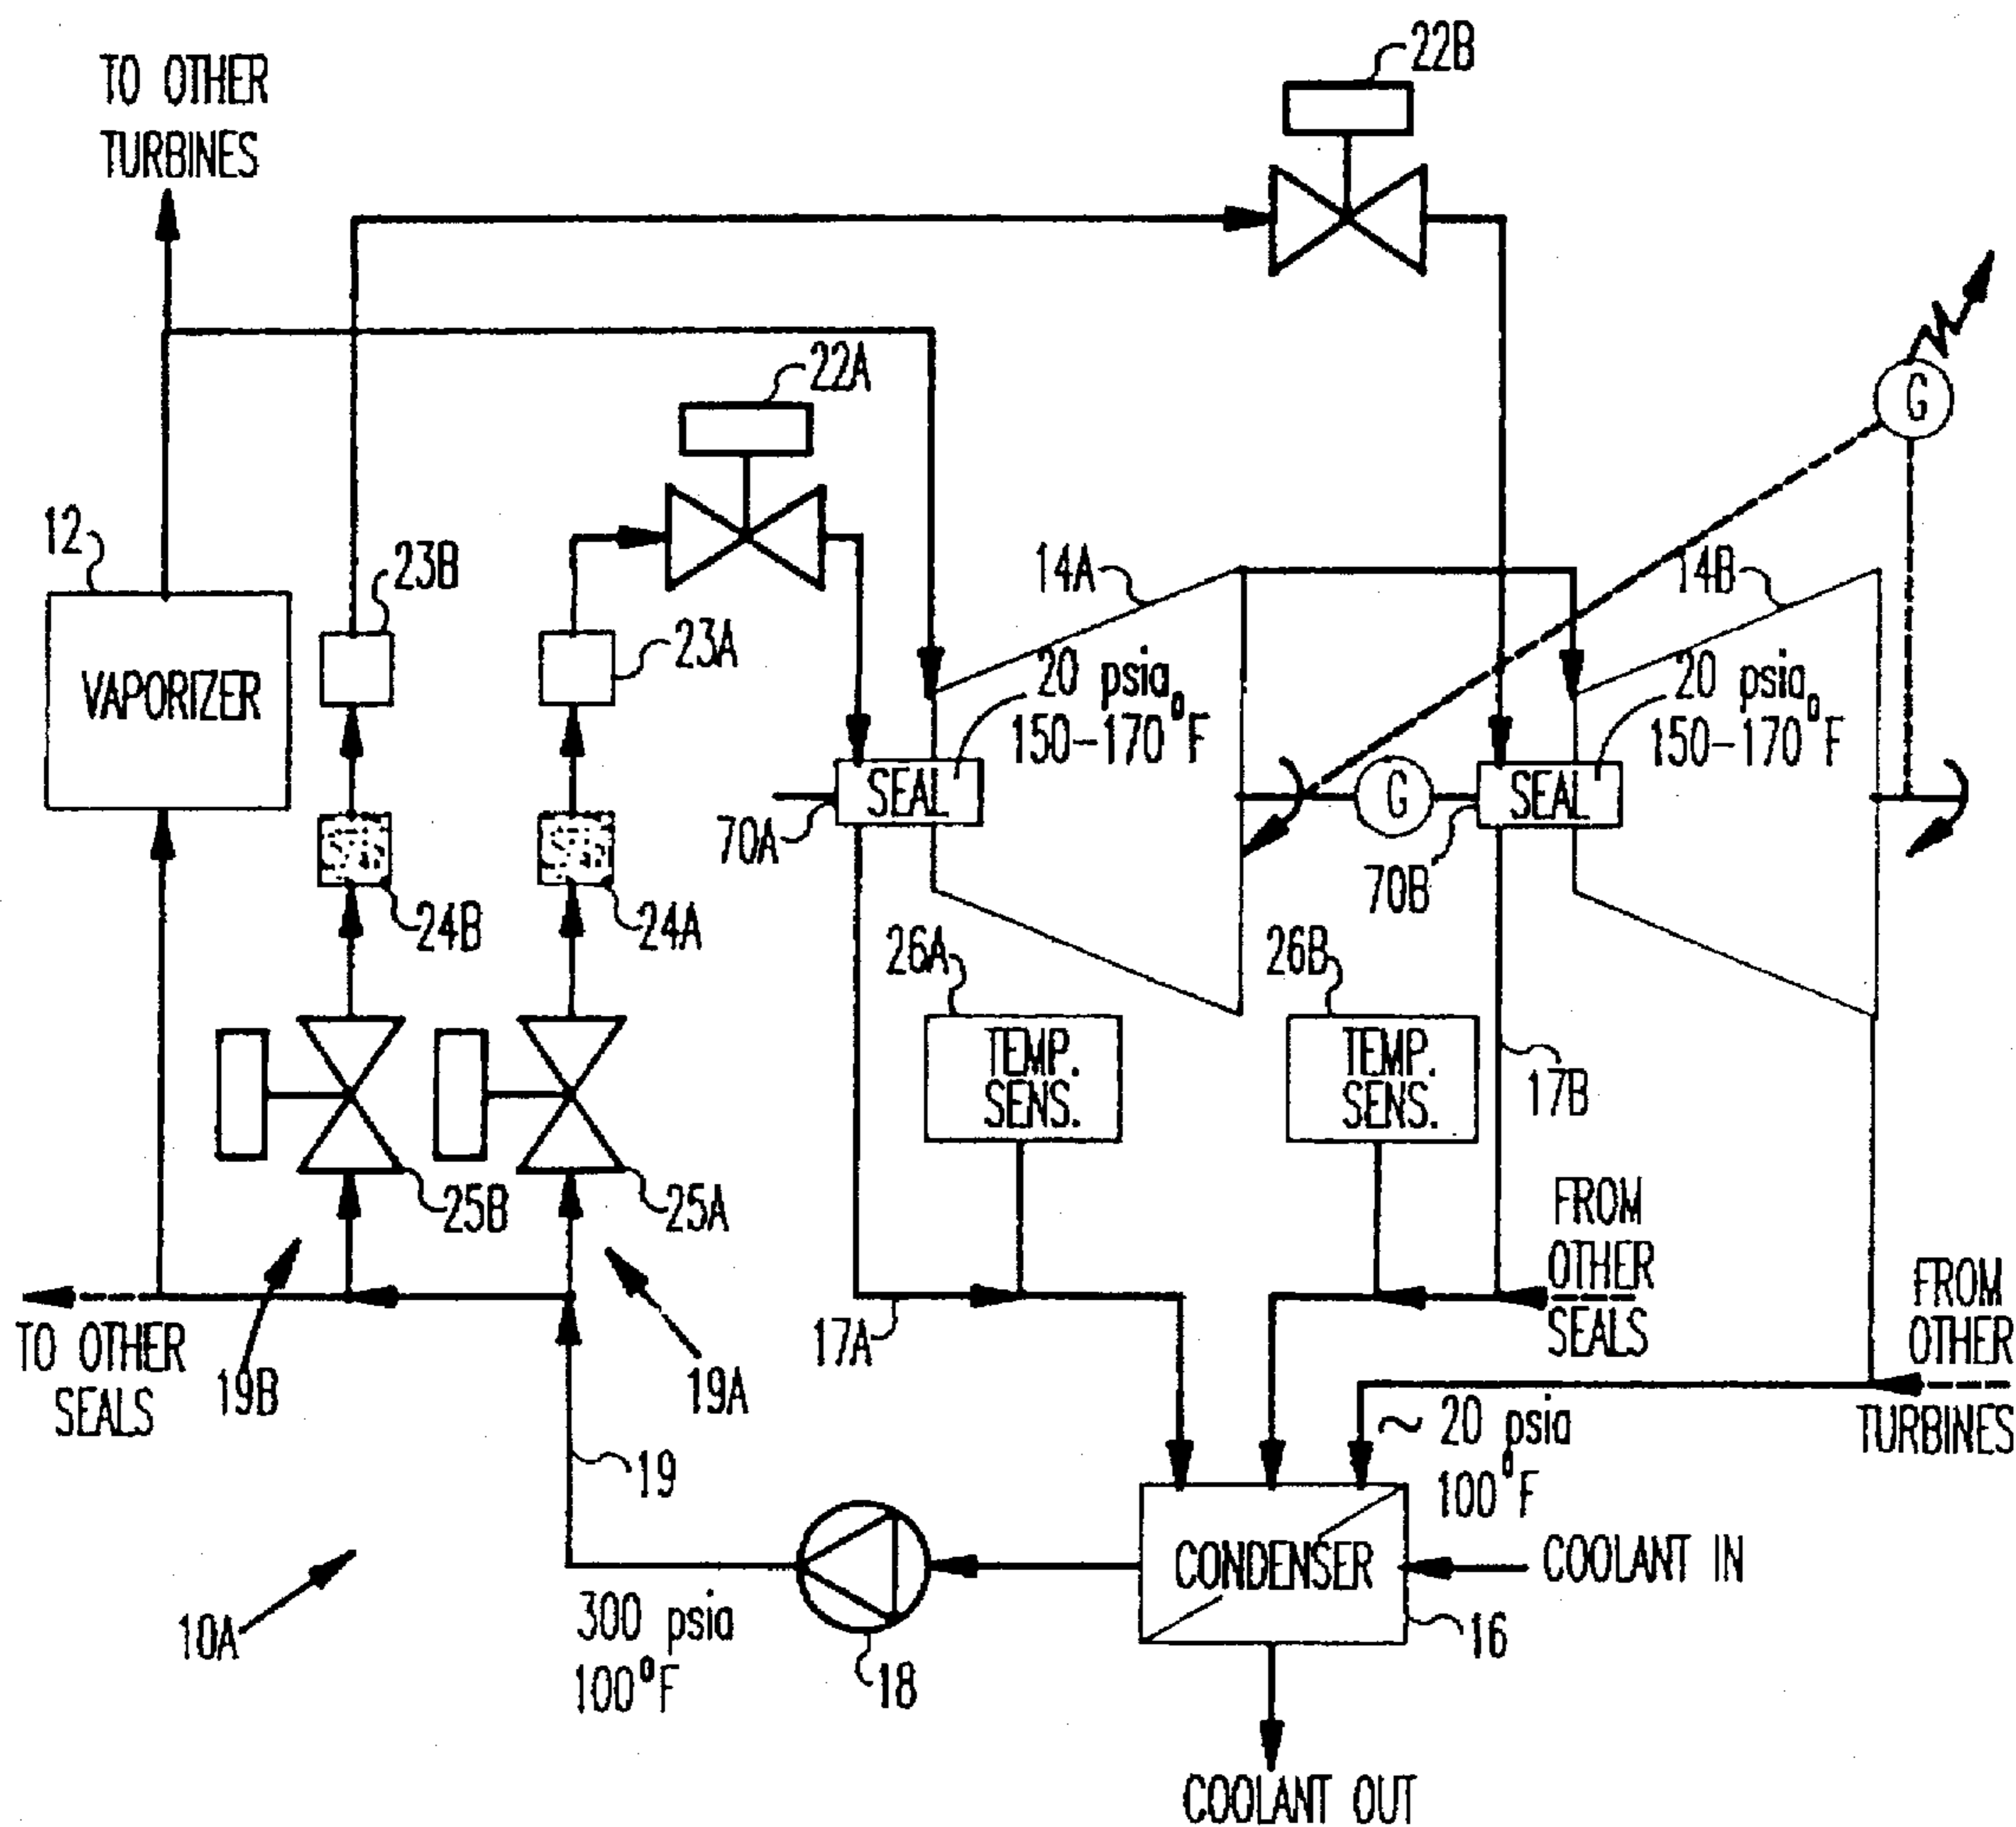 22B
TO OTHER
TURBINES
22A
G
12
23B
14A
14B
23A
VAPORIZER
20 psia,
150-170°F
20 psia,
150-170°F
SEAL
G
SEAL
70A
70B
24B
24A
26A
26B
TEMP.
SENS.
TEMP.
SENS.
17B
25B
25A
FROM
OTHER
SEALS
FROM
OTHER
TURBINES
TO OTHER
SEALS
19B
19A
17A
~ 20 psia
100°F
19
CONDENSER
COOLANT IN
300 psia
100°F
18
16
10A
COOLANT OUT